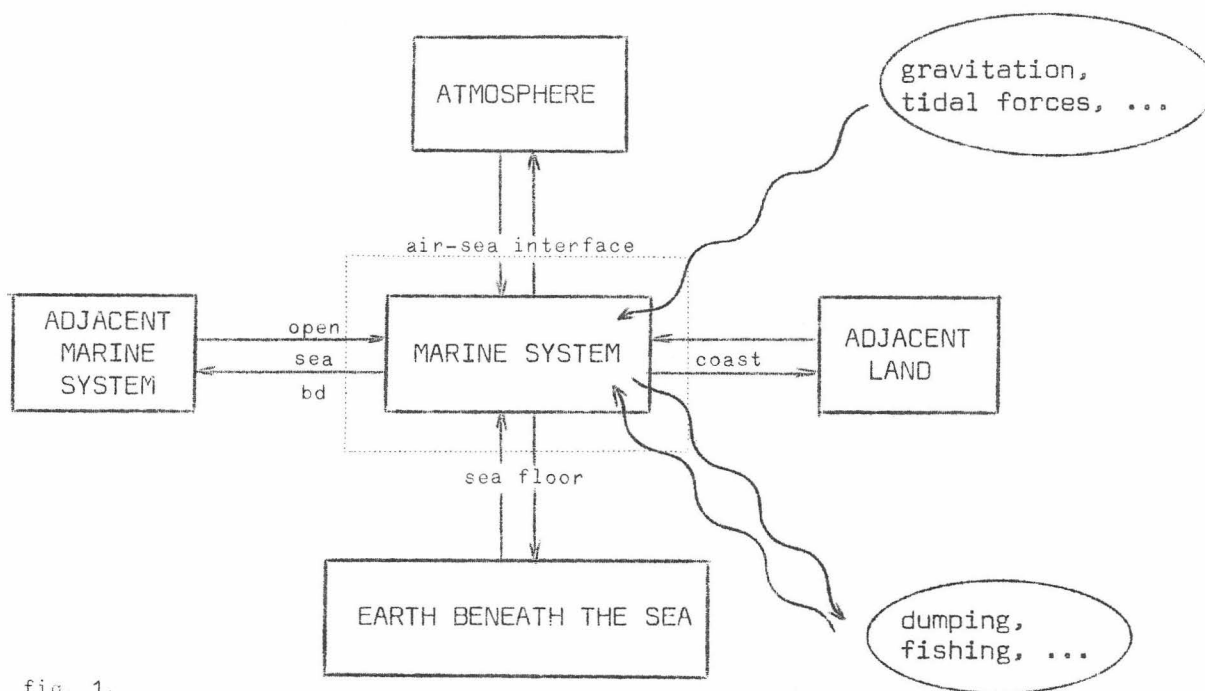 gravitation,
tidal forces, ...
ATMOSPHERE
air-sea interface
ADJACENT
MARINE
SYSTEM
open
sea
bd
MARINE SYSTEM
coast
ADJACENT
LAND
sea floor
EARTH BENEATH THE SEA
dumping,
fishing, ...
fig. 1.